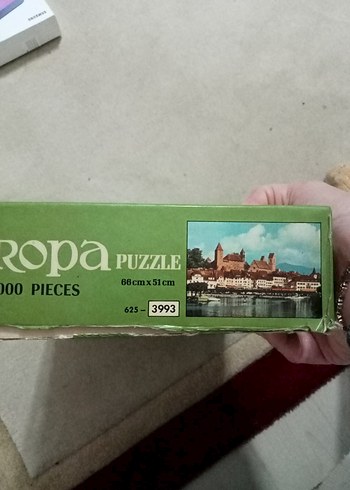 ropa PUZZLE
000 PIECES
66cm x 51cm
625 – 3993